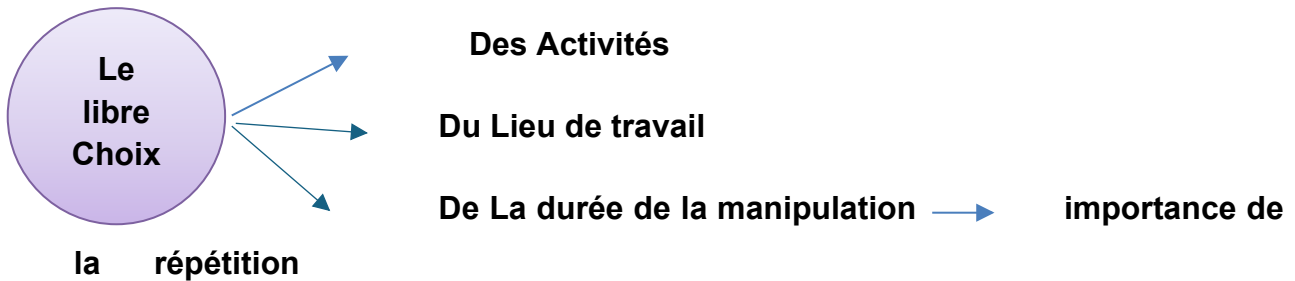 Le
libre
Choix
Des Activités
Du Lieu de travail
De La durée de la manipulation importance de
la répétition